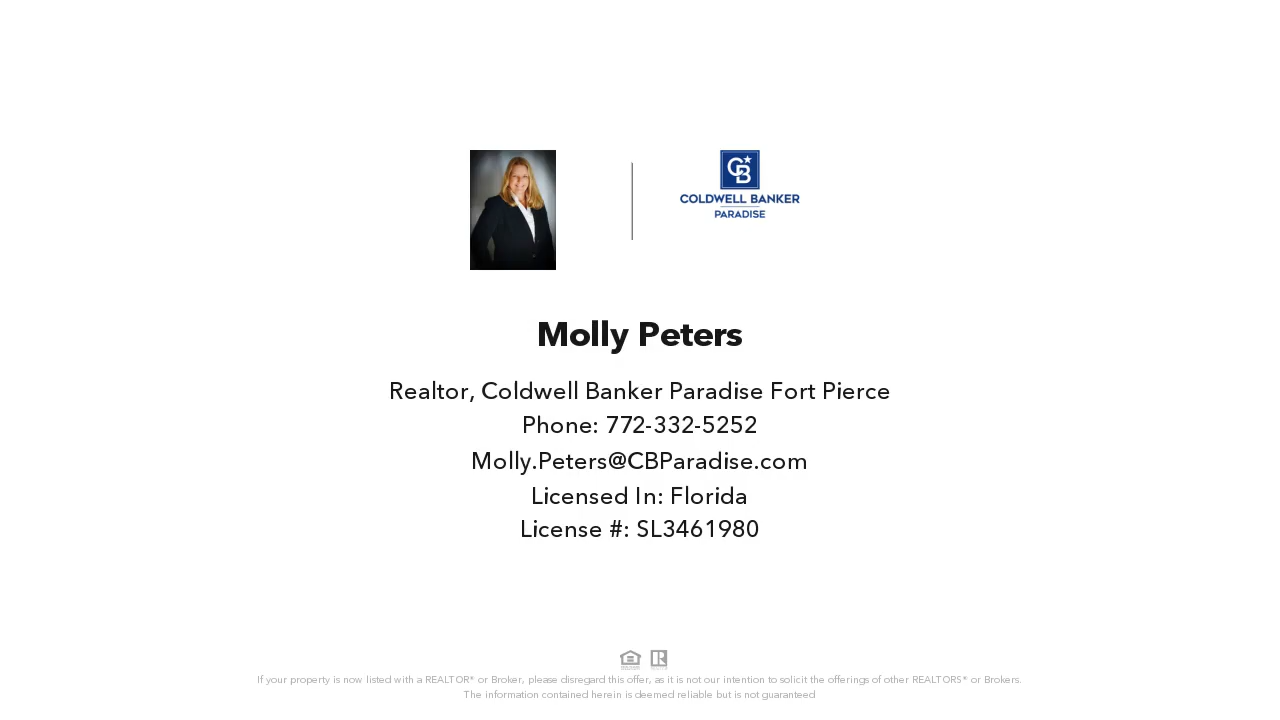 CB
COLDWELL BANKER
PARADISE
Molly Peters
Realtor, Coldwell Banker Paradise Fort Pierce
Phone: 772-332-5252
Molly.Peters@CBParadise.com
Licensed In: Florida
License #: SL3461980
If your property is now listed with a REALTOR® or Broker, please disregard this offer, as it is not our intention to solicit the offerings of other REALTORS® or Brokers.
The information contained herein is deemed reliable but is not guaranteed